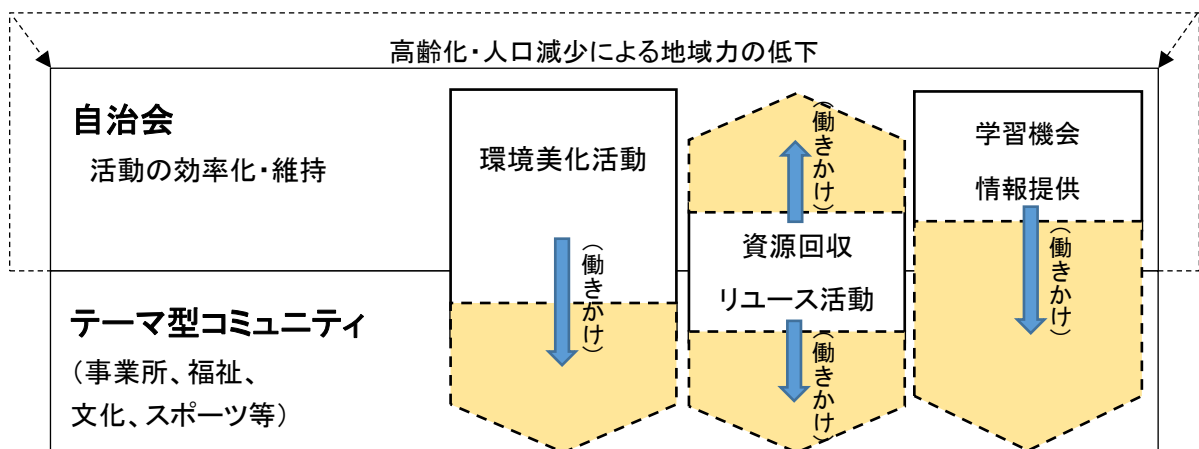 高齢化・人口減少による地域力の低下
自治会
活動の効率化・維持
環境美化活動
（働きかけ）
（働きかけ）
資源回収
リユース活動
（働きかけ）
学習機会
情報提供
（働きかけ）
テーマ型コミュニティ
（事業所、福祉、
文化、スポーツ等）